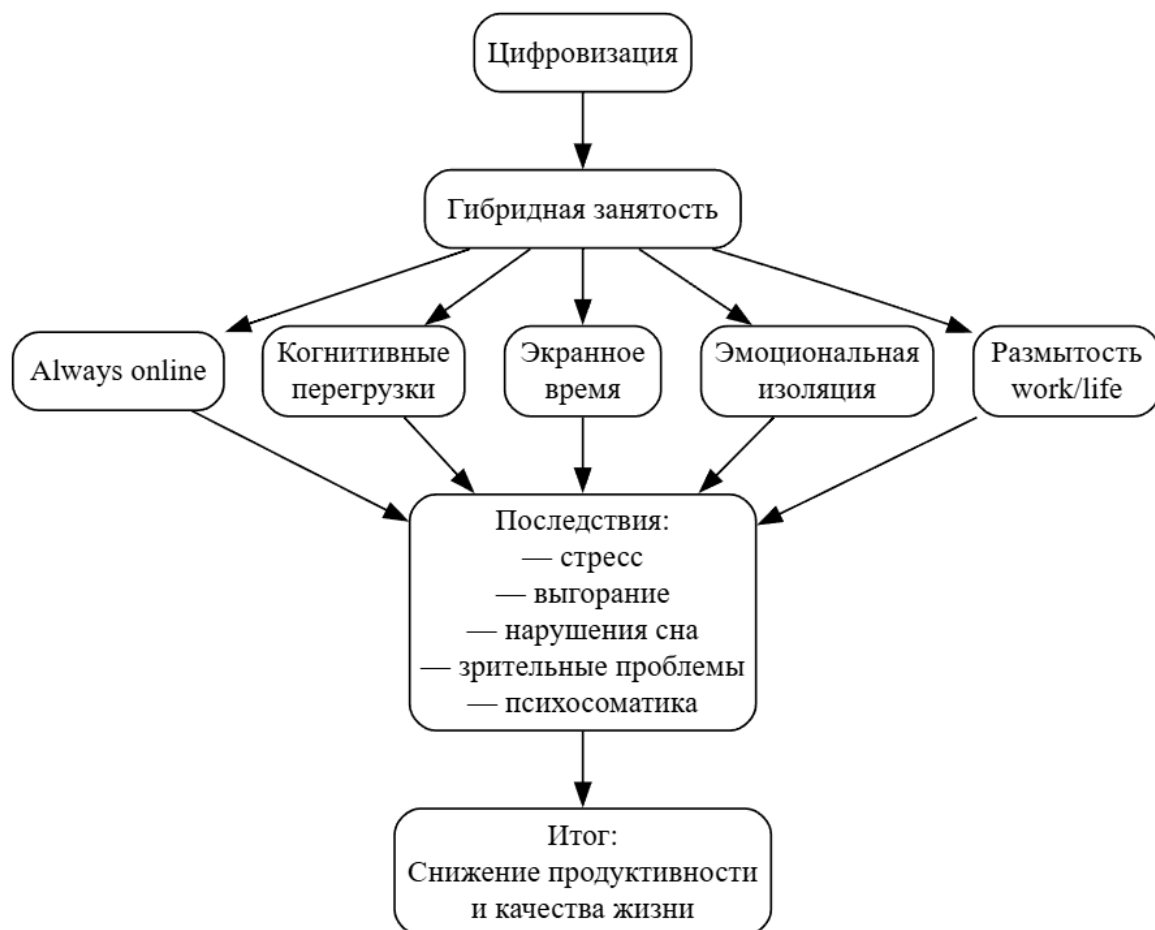 Цифровизация
Гибридная занятость
Always online
Когнитивные
перегрузки
Экранное
время
Эмоциональная
изоляция
Размытость
work/life
Последствия:
— стресс
— выгорание
— нарушения сна
— зрительные проблемы
— психосоматика
Итог:
Снижение продуктивности
и качества жизни